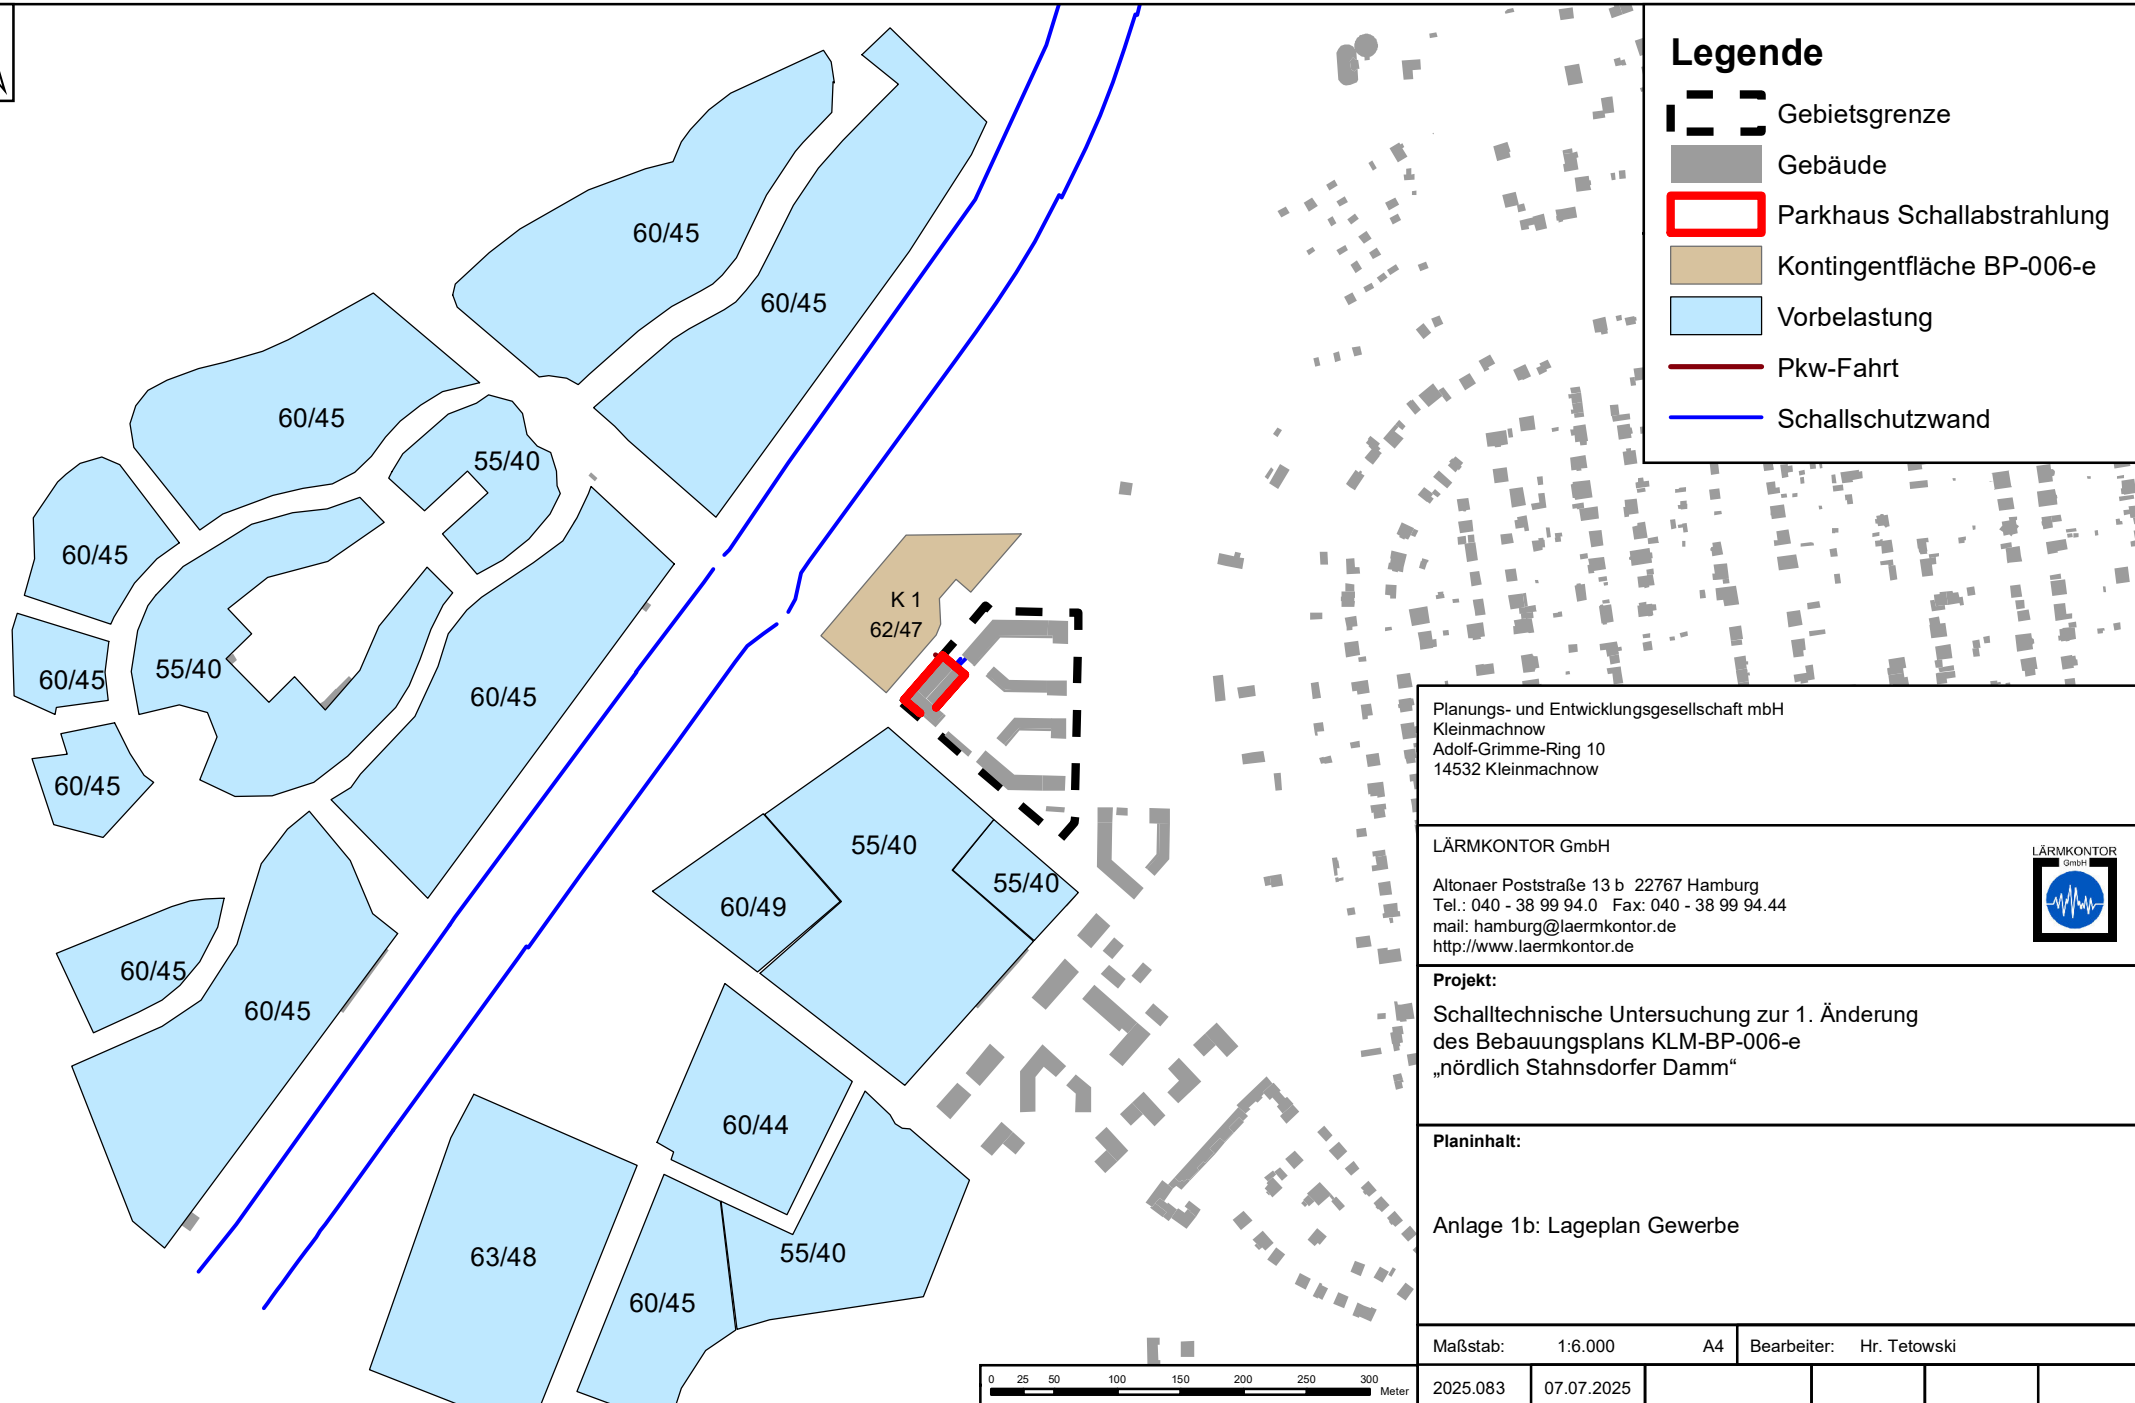 Legende
Gebietsgrenze
Gebäude
Parkhaus Schallabstrahlung
Kontingentfläche BP-006-e
Vorbelastung
Pkw-Fahrt
Schallschutzwand
60/45
60/45
60/45
55/40
60/45
60/45
55/40
60/45
60/45
K 1
62/47
55/40
55/40
60/49
60/45
60/45
60/44
63/48
60/45
55/40
Planungs- und Entwicklungsgesellschaft mbH
Kleinmachnow
Adolf-Grimme-Ring 10
14532 Kleinmachnow
LÄRMKONTOR GmbH
Altonaer Poststraße 13 b 22767 Hamburg
Tel.: 040 - 38 99 94.0 Fax: 040 - 38 99 94.44
mail: hamburg@laermkontor.de
http://www.laermkontor.de
LÄRMKONTOR
GmbH
Projekt:
Schalltechnische Untersuchung zur 1. Änderung
des Bebauungsplans KLM-BP-006-e
„nördlich Stahnsdorfer Damm“
Planinhalt:
Anlage 1b: Lageplan Gewerbe
Maßstab: 1:6.000 A4 Bearbeiter: Hr. Tetowski
2025.083 07.07.2025
0 25 50 100 150 200 250 300
Meter